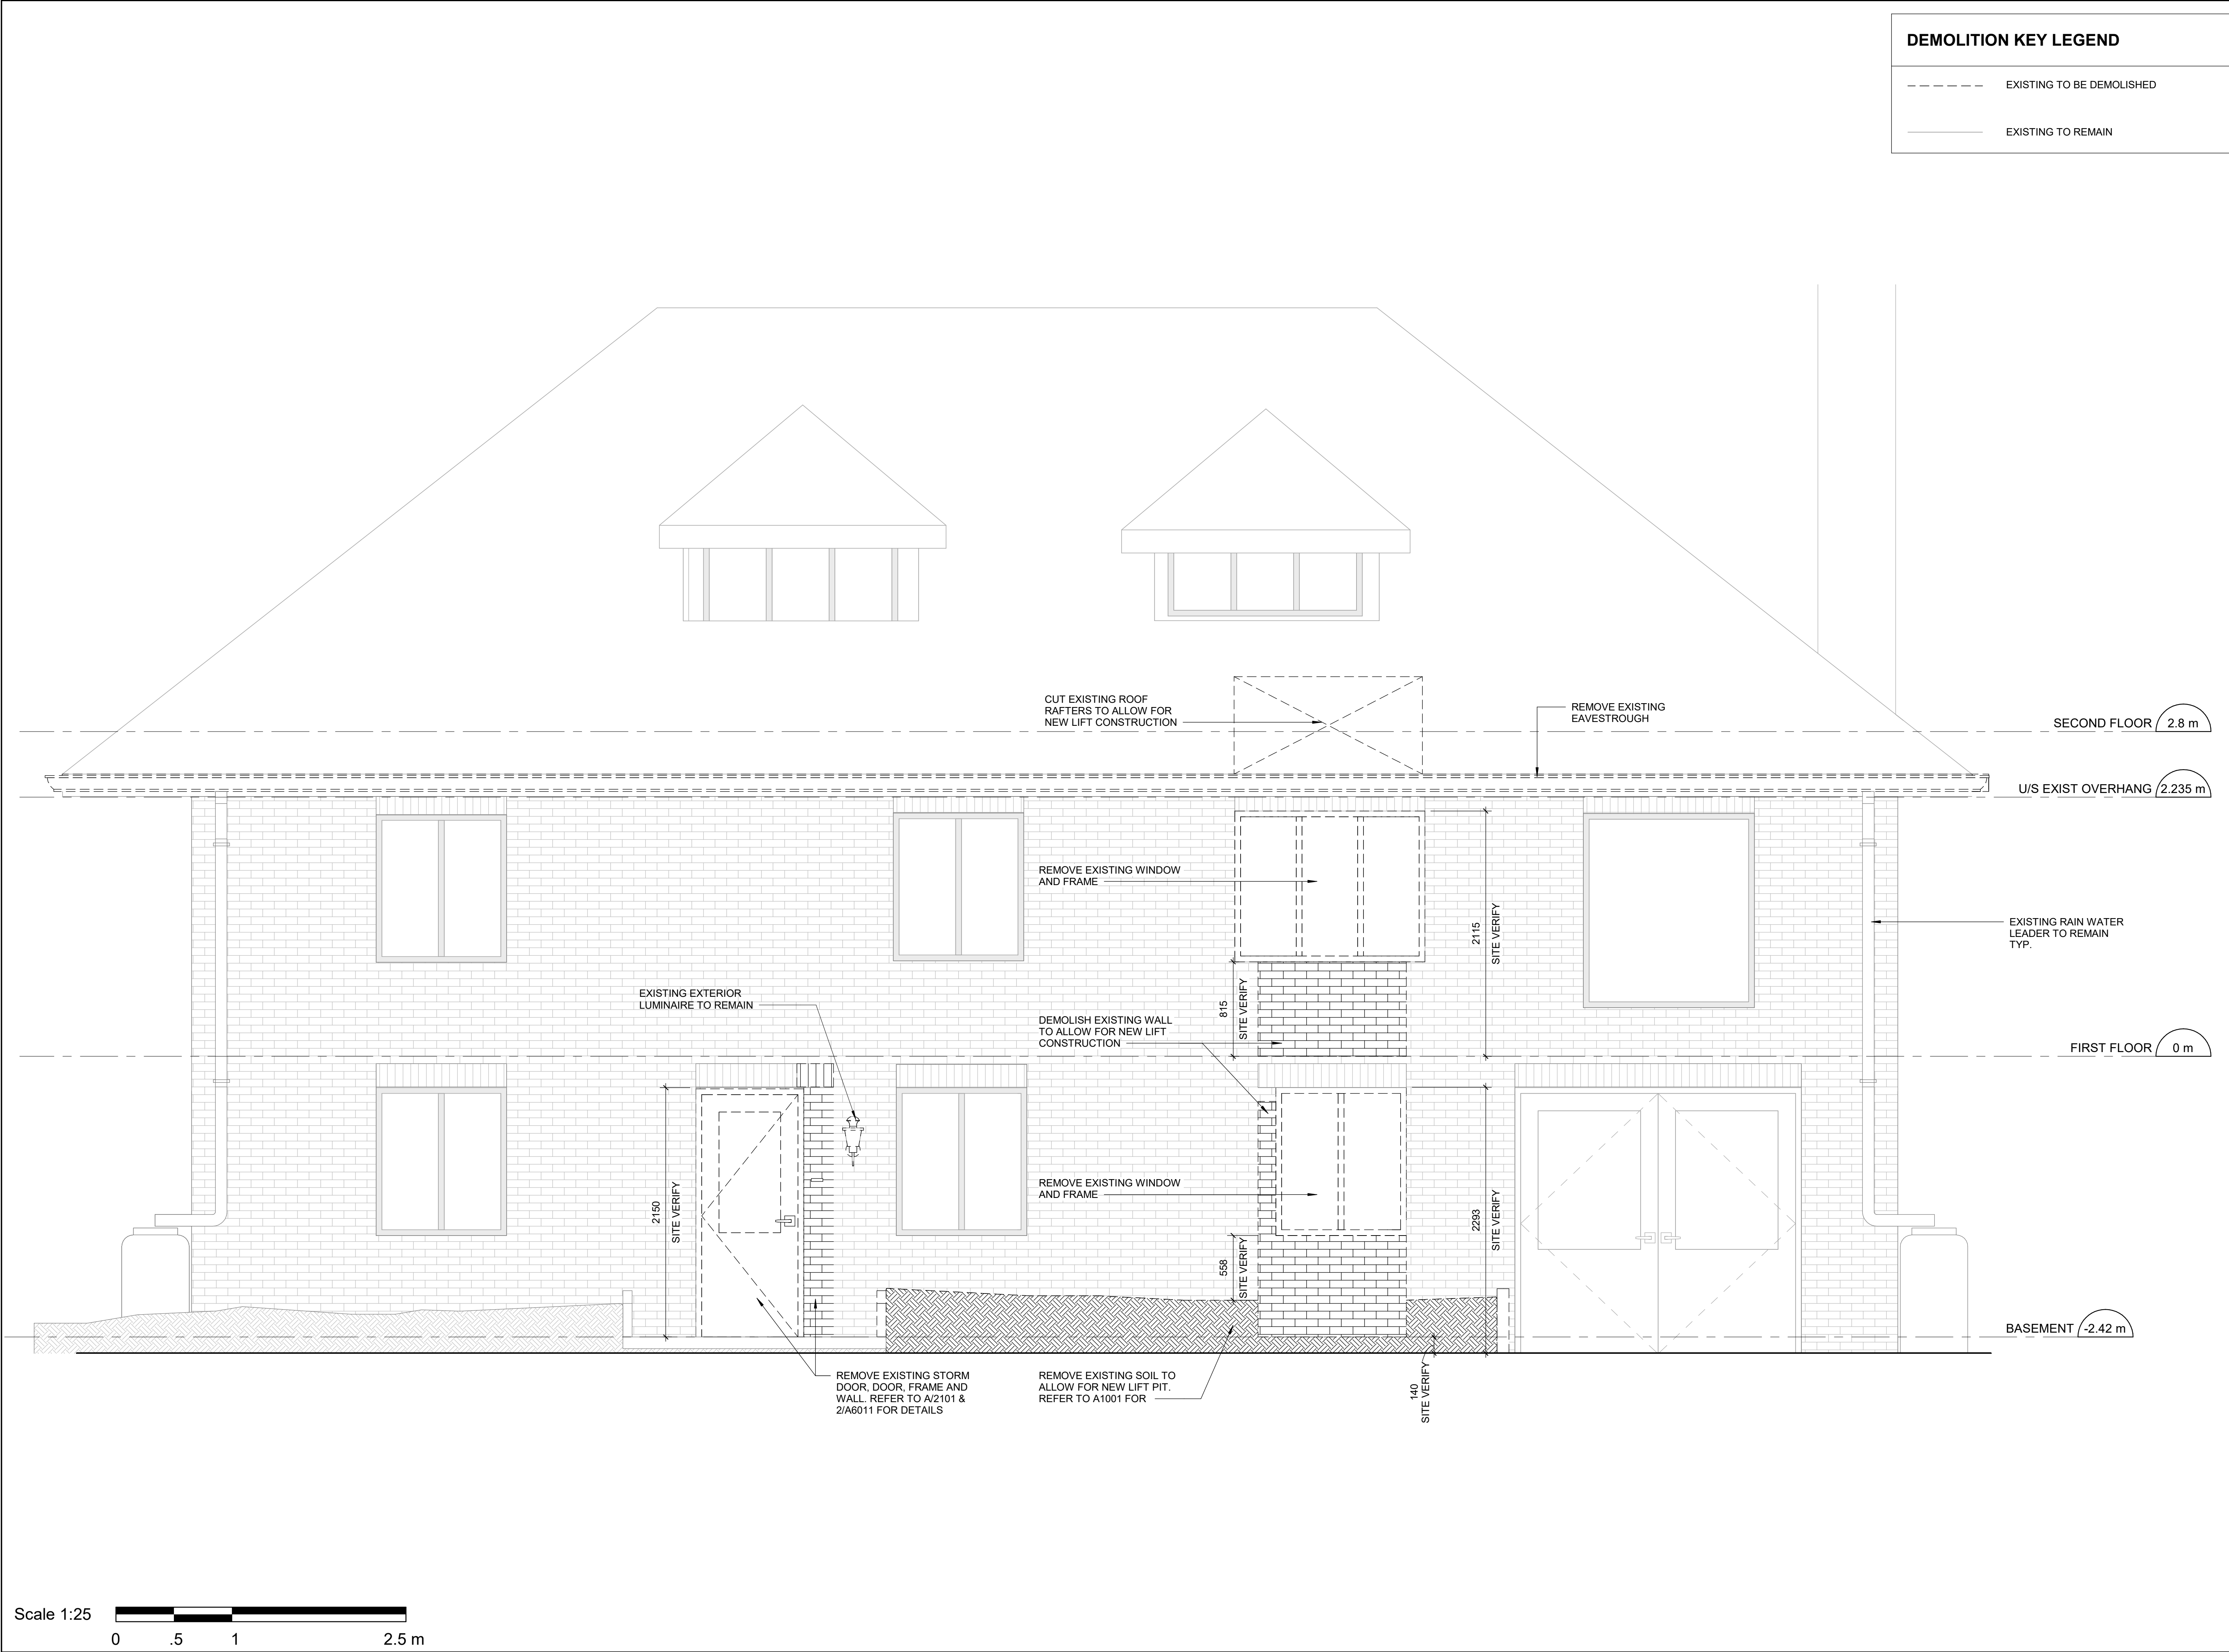 DEMOLITION KEY LEGEND
EXISTING TO BE DEMOLISHED
EXISTING TO REMAIN
CUT EXISTING ROOF
RAFTERS TO ALLOW FOR
NEW LIFT CONSTRUCTION
REMOVE EXISTING
EAVESTROUGH
SECOND FLOOR 2.8 m
U/S EXIST OVERHANG 2.235 m
REMOVE EXISTING WINDOW
AND FRAME
2115
SITE VERIFY
EXISTING RAIN WATER
LEADER TO REMAIN
TYP.
EXISTING EXTERIOR
LUMINAIRE TO REMAIN
815
SITE VERIFY
DEMOLISH EXISTING WALL
TO ALLOW FOR NEW LIFT
CONSTRUCTION
FIRST FLOOR 0 m
2150
SITE VERIFY
REMOVE EXISTING WINDOW
AND FRAME
2293
SITE VERIFY
558
SITE VERIFY
BASEMENT -2.42 m
REMOVE EXISTING STORM
DOOR, DOOR, FRAME AND
WALL. REFER TO A/2101 &
2/A6011 FOR DETAILS
REMOVE EXISTING SOIL TO
ALLOW FOR NEW LIFT PIT.
REFER TO A1001 FOR
140
SITE VERIFY
Scale 1:25
0 .5 1 2.5 m